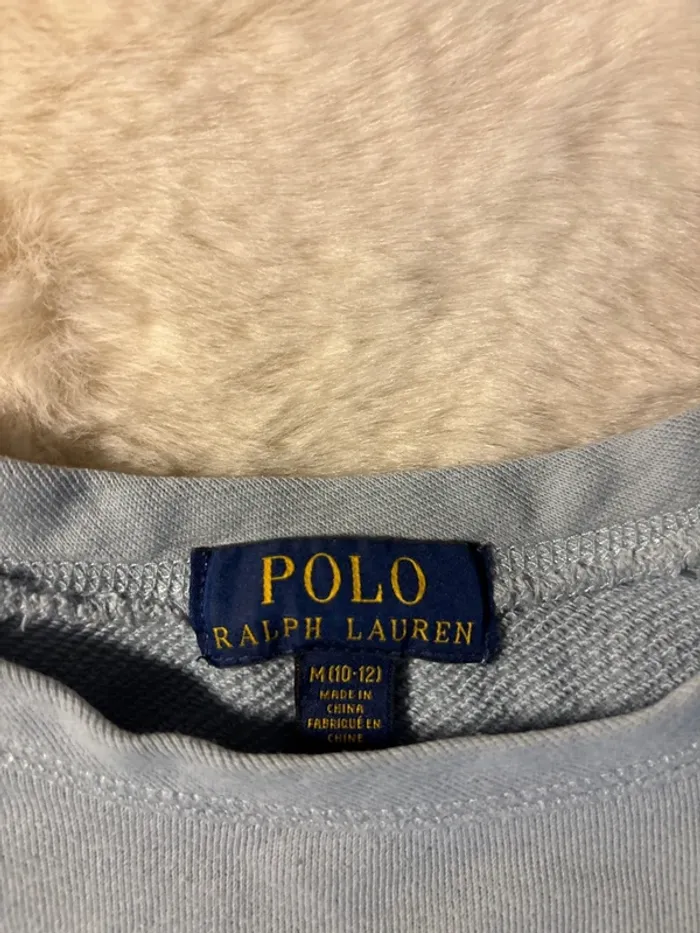 POLO
RALPH LAUREN
M(10-12)
MADE IN
CHINA
FABRIQUÉ EN
CHINE